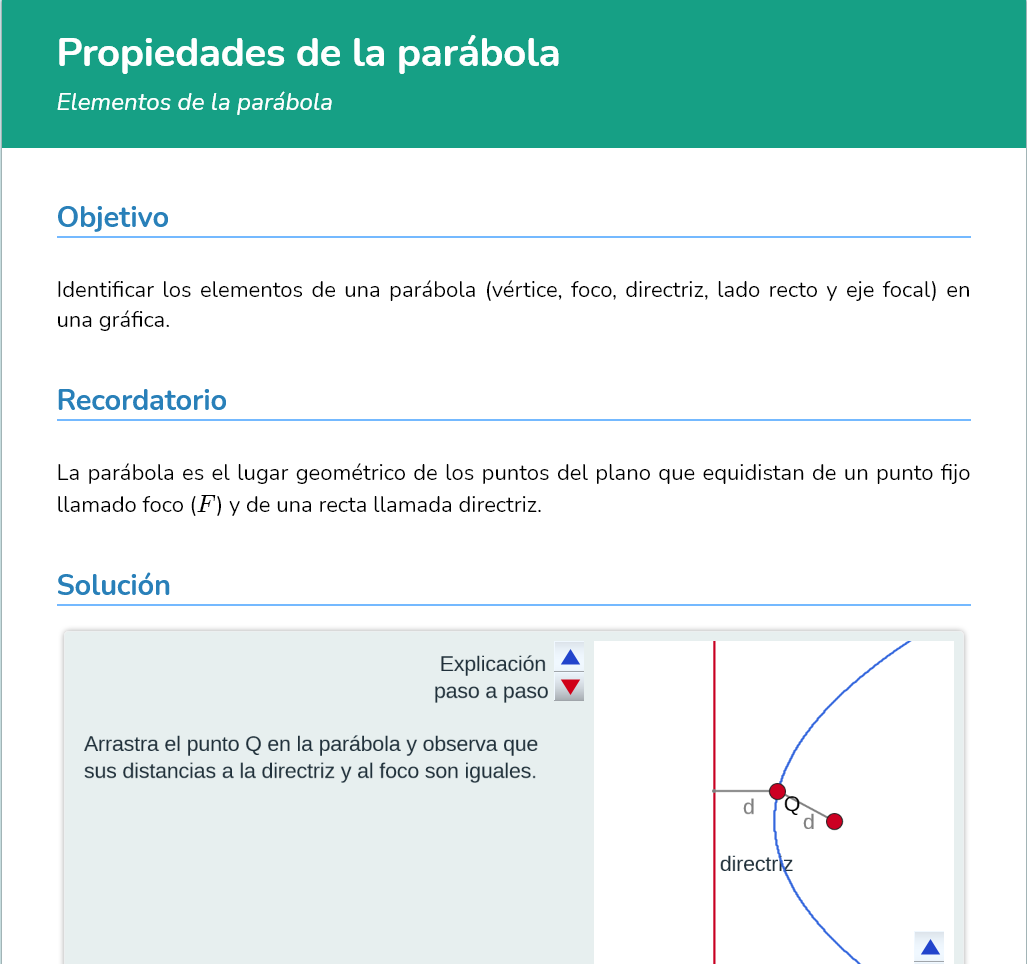 Propiedades de la parábola
Elementos de la parábola
Objetivo
Identificar los elementos de una parábola (vértice, foco, directriz, lado recto y eje focal) en
una gráfica.
Recordatorio
La parábola es el lugar geométrico de los puntos del plano que equidistan de un punto fijo
llamado foco (F) y de una recta llamada directriz.
Solución
Explicación
paso a paso
Arrastra el punto Q en la parábola y observa que
sus distancias a la directriz y al foco son iguales.
d
Q
d
directriz